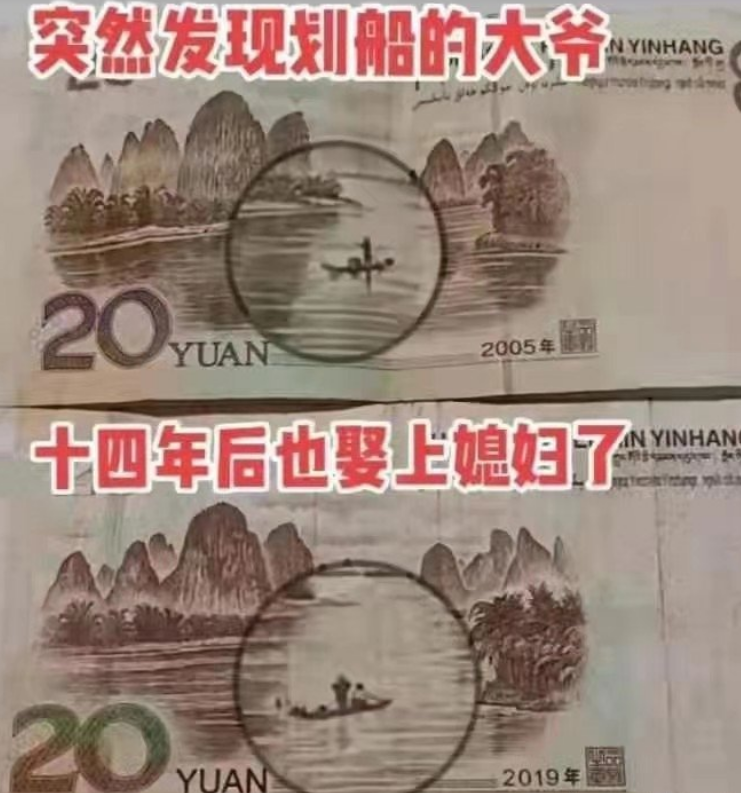 突然发现划船的大爷
N YINHANG
20 YUAN
2005年
十四年后也娶上媳妇了
IN YINHANG
20 YUAN
2019年